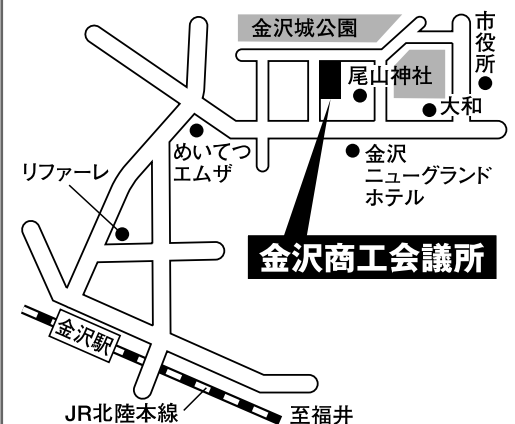 金沢城公園
市役所
尾山神社
大和
めいてつ
エムザ
金沢
ニューグランド
ホテル
リファーレ
金沢商工会議所
金沢駅
JR北陸本線
至福井